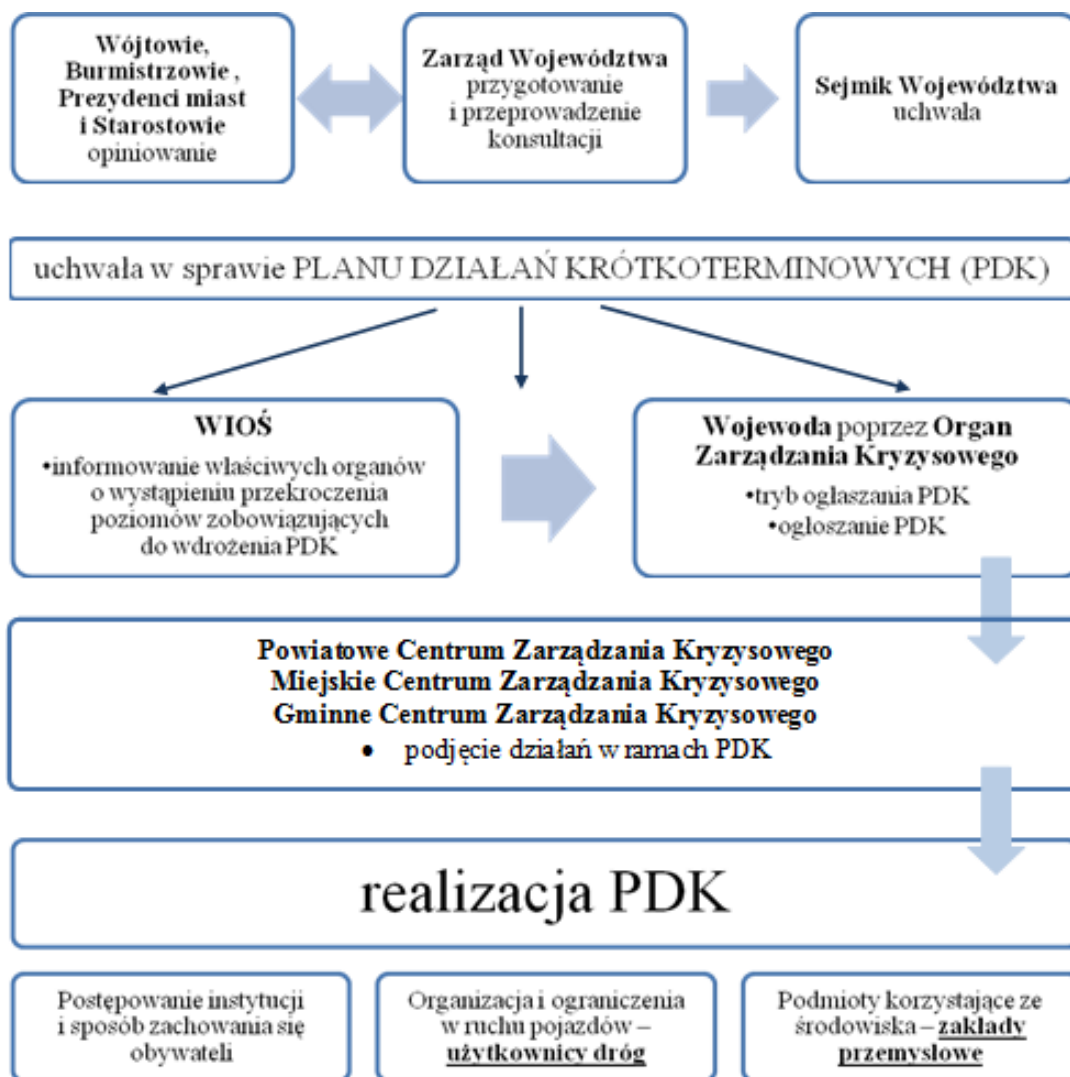 Wójtowie,
Burmistrzowie ,
Prezydenci miast
i Starostowie
opiniowanie
Zarząd Województwa
przygotowanie
i przeprowadzenie
konsultacji
Sejmik Województwa
uchwala
uchwała w sprawie PLANU DZIAŁAŃ KRÓTKOTERMINOWYCH (PDK)
WIOŚ
•informowanie właściwych organów
o wystąpieniu przekroczenia
poziomów zobowiązujących
do wdrożenia PDK
Wojewoda poprzez Organ
Zarządzania Kryzysowego
•tryb ogłaszania PDK
•ogłoszanie PDK
Powiatowe Centrum Zarządzania Kryzysowego
Miejskie Centrum Zarządzania Kryzysowego
Gminne Centrum Zarządzania Kryzysowego
• podjęcie działań w ramach PDK
realizacja PDK
Postępowanie instytucji
i sposób zachowania się
obywateli
Organizacja i ograniczenia
w ruchu pojazdów –
użytkownicy dróg
Podmioty korzystające ze
środowiska – zakłady
przemysłowe